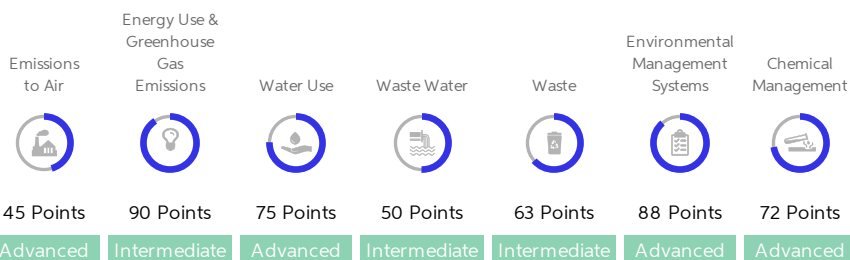 Emissions
to Air
Energy Use &
Greenhouse
Gas
Emissions
Water Use
Waste Water
Waste
Environmental
Management
Systems
Chemical
Management
45 Points
90 Points
75 Points
50 Points
63 Points
88 Points
72 Points
Advanced
Intermediate
Advanced
Intermediate
Intermediate
Advanced
Advanced